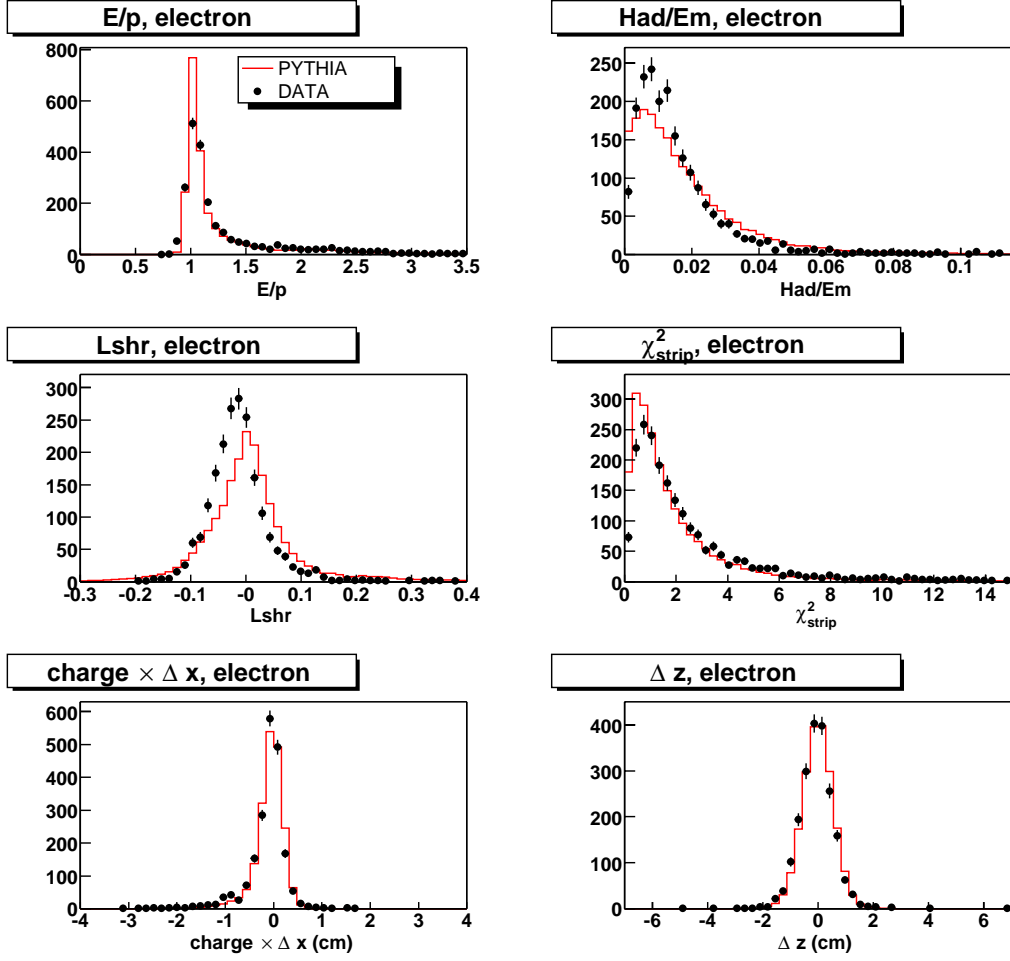 E/p, electron
800
600
400
200
0
PYTHIA
DATA
0 0.5 1 1.5 2 2.5 3 3.5
E/p
Had/Em, electron
250
200
150
100
50
0
0 0.02 0.04 0.06 0.08 0.1
Had/Em
Lshr, electron
300
250
200
150
100
50
0
-0.3 -0.2 -0.1 -0 0.1 0.2 0.3 0.4
Lshr
χ²strip, electron
300
250
200
150
100
50
0
0 2 4 6 8 10 12 14
χ²strip
charge × Δ x, electron
600
500
400
300
200
100
0
-4 -3 -2 -1 0 1 2 3 4
charge × Δ x (cm)
Δ z, electron
400
300
200
100
0
-6 -4 -2 0 2 4 6
Δ z (cm)